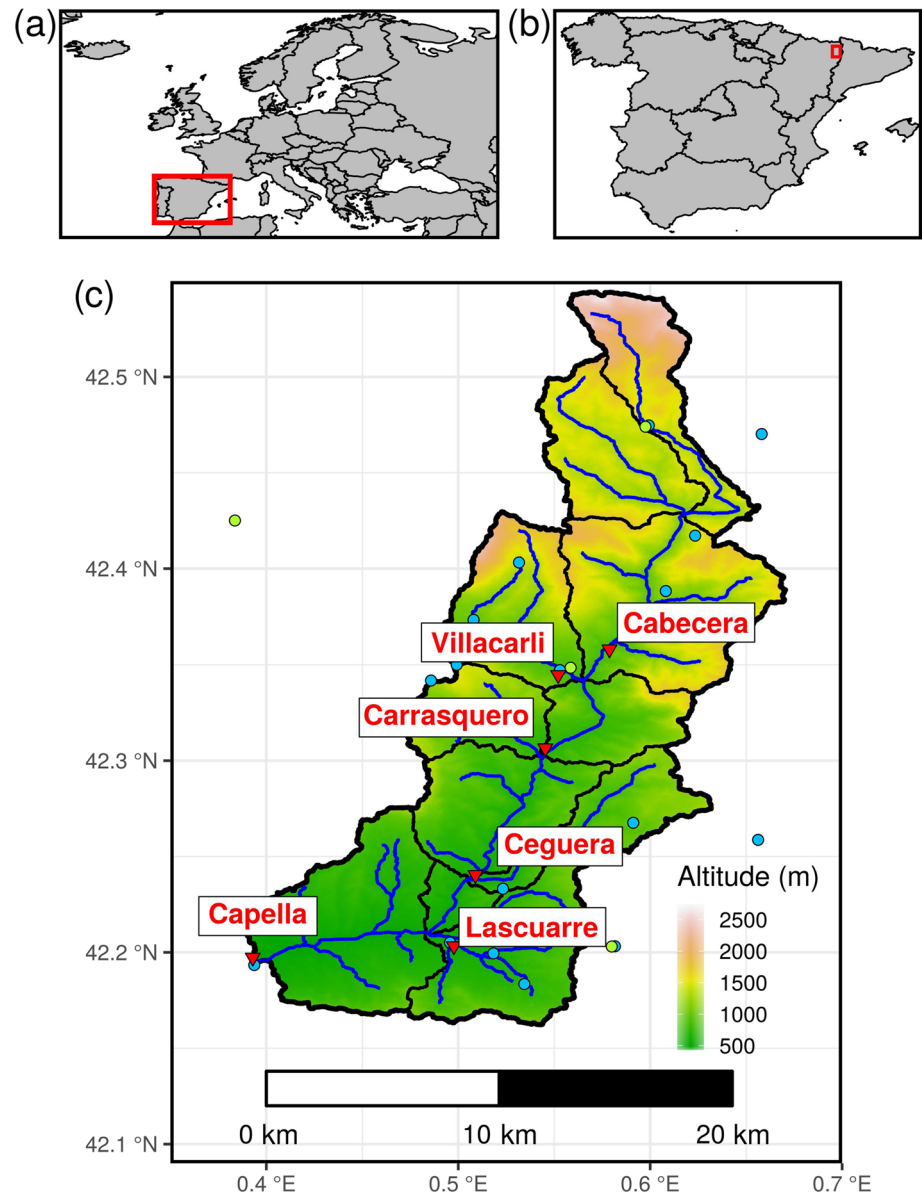 (a)
(b)
(c)
42.5 °N
42.4 °N
42.3 °N
42.2 °N
42.1 °N
Cabecera
Villacarli
Carrasquero
Ceguera
Capella
Lascuarre
Altitude (m)
2500
2000
1500
1000
500
0 km
10 km
20 km
0.4 °E
0.5 °E
0.6 °E
0.7 °E